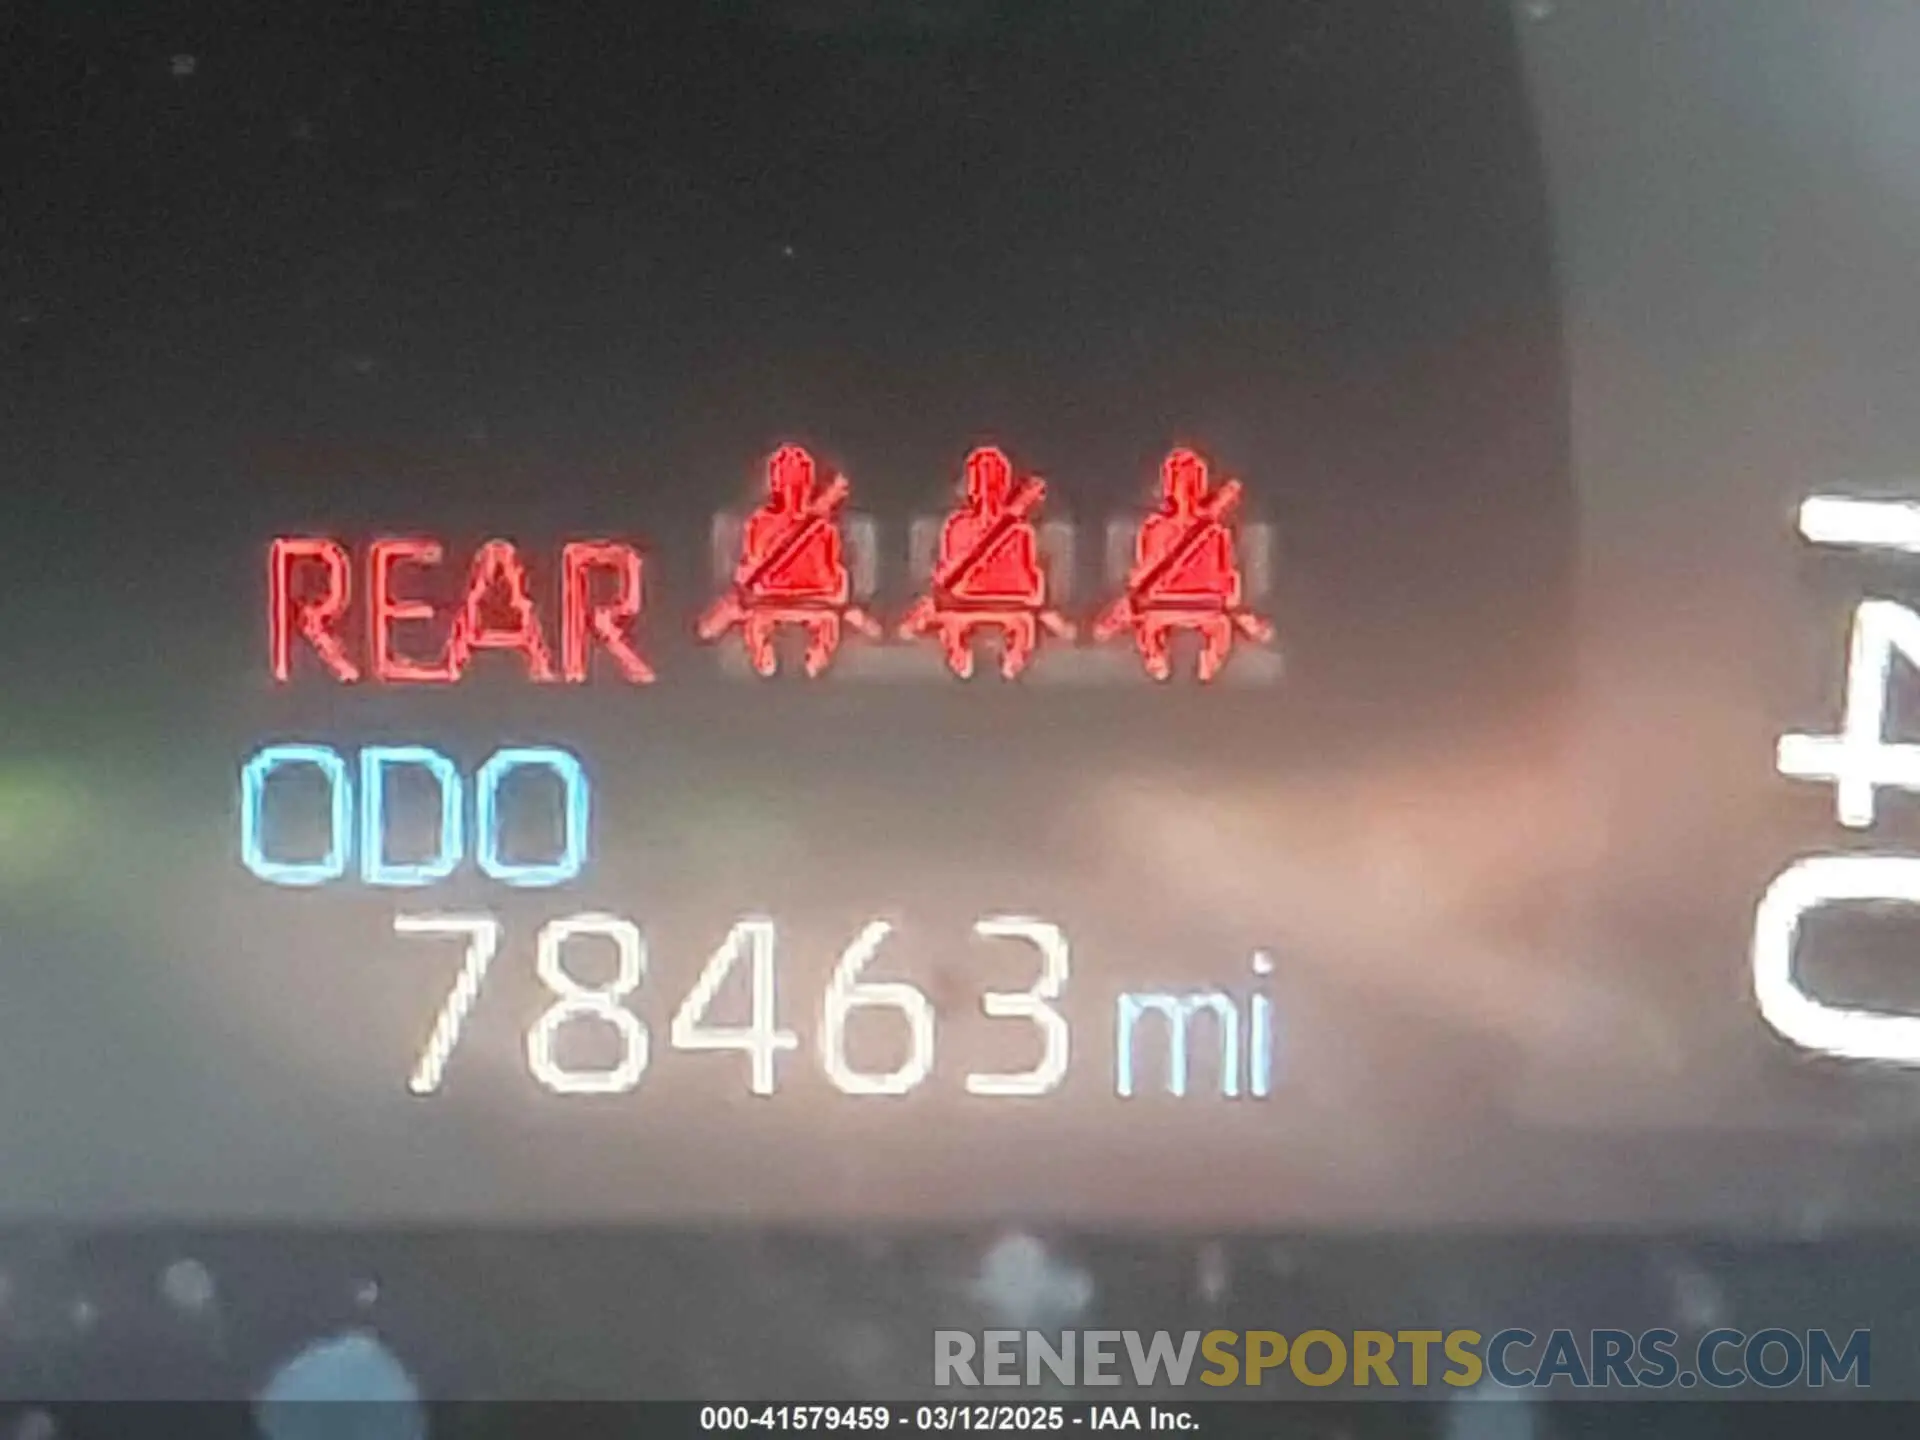 REAR
ODO
78463 mi
RENEWSPORTSCARS.COM
000-41579459 - 03/12/2025 - IAA Inc.